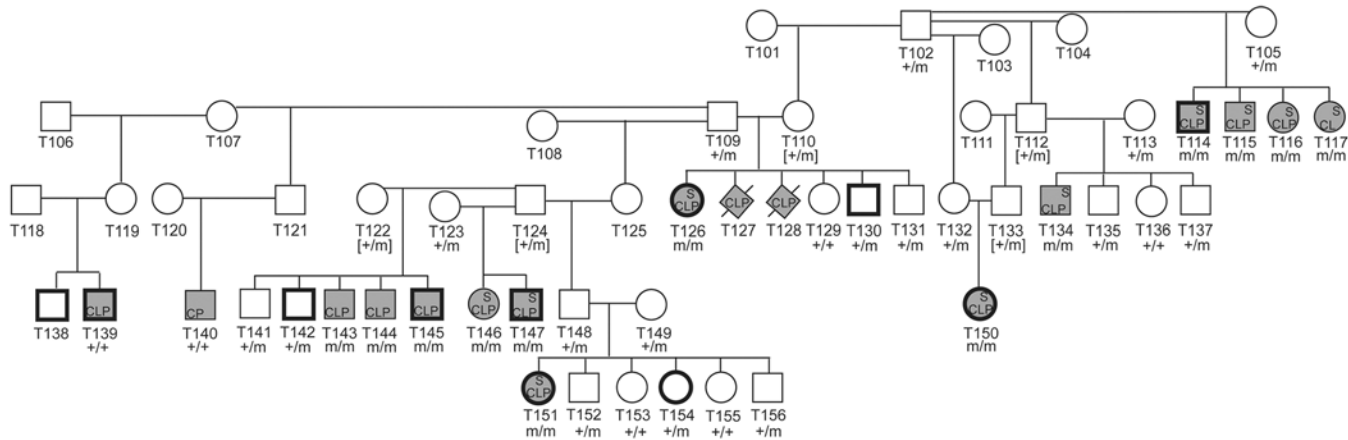 T101
T102
+/m
T103
T104
T105
+/m
T106
T107
T108
T109
+/m
T110
[+/m]
T111
T112
[+/m]
T113
+/m
S
CLP
T114
m/m
S
CLP
T115
m/m
S
CLP
T116
m/m
S
CL
T117
m/m
T118
T119
T120
T121
T122
[+/m]
T123
+/m
T124
[+/m]
T125
S
CLP
T126
m/m
CLP
T127
CLP
T128
T129
+/+
T130
+/m
T131
+/m
T132
+/m
T133
[+/m]
S
CLP
T134
m/m
T135
+/m
T136
+/+
T137
+/m
T138
CLP
T139
+/+
CP
T140
+/+
T141
+/m
T142
+/m
CLP
T143
m/m
CLP
T144
m/m
CLP
T145
m/m
S
CLP
T146
m/m
S
CLP
T147
m/m
T148
+/m
T149
+/m
S
CLP
T150
m/m
S
CLP
T151
m/m
T152
+/m
T153
+/+
T154
+/m
T155
+/+
T156
+/m